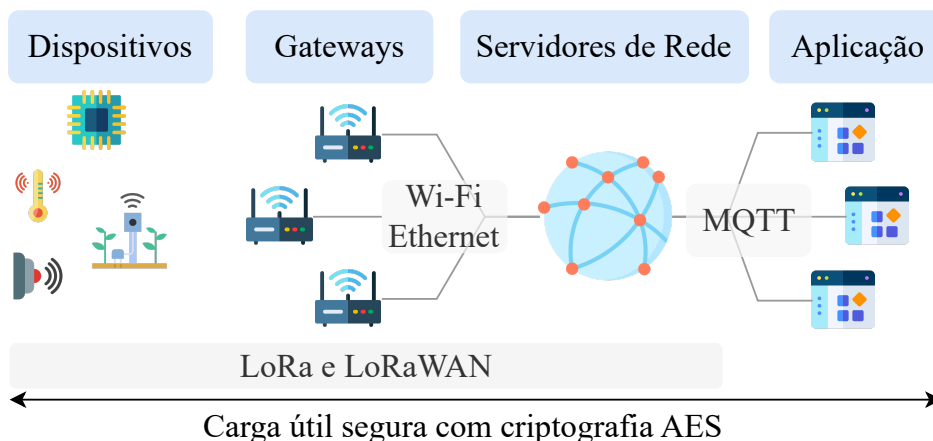 Dispositivos
Gateways
Servidores de Rede
Aplicação
Wi-Fi
Ethernet
MQTT
LoRa e LoRaWAN
Carga útil segura com criptografia AES